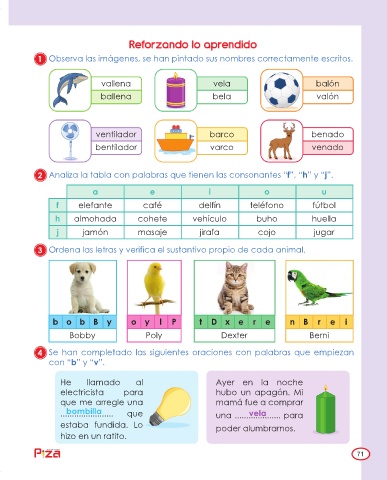 Reforzando lo aprendido
1 Observa las imágenes, se han pintado sus nombres correctamente escritos.
vallena
ballena
vela
bela
balón
valón
ventilador
bentilador
barco
varco
benado
venado
2 Analiza la tabla con palabras que tienen las consonantes "f", "h" y "j".
a e i o u
f elefante café delfín teléfono fútbol
h almohada cohete vehículo buho huella
j jamón masaje jirafa cojo jugar
3 Ordena las letras y verifica el sustantivo propio de cada animal.
b o b B y
o y l P
t D x e r e
n B r e i
Bobby
Poly
Dexter
Berni
4 Se han completado las siguientes oraciones con palabras que empiezan
con "b" y "v".
He llamado al
electricista para
que me arregle una
bombilla que
estaba fundida. Lo
hizo en un ratito.
Ayer en la noche
hubo un apagón. Mi
mamá fue a comprar
una vela para
poder alumbrarnos.
Pıza
71